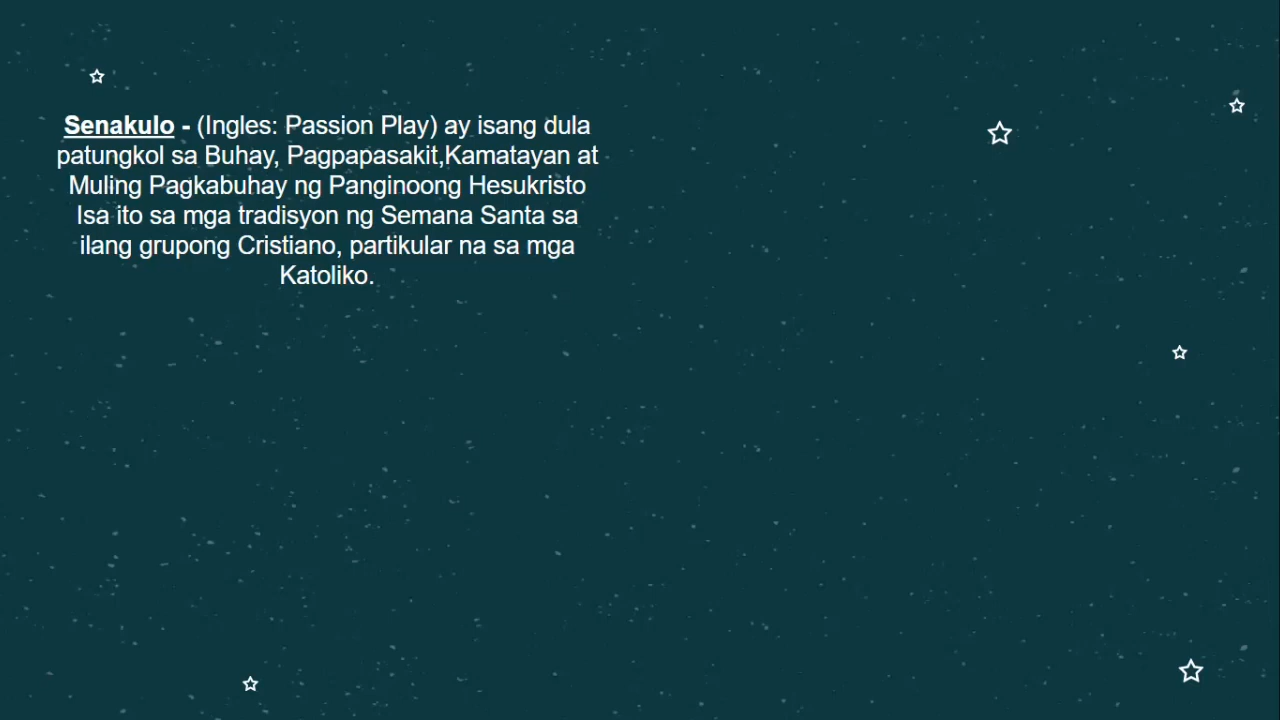 Senakulo - (Ingles: Passion Play) ay isang dula
patungkol sa Buhay, Pagpapasakit,Kamatayan at
Muling Pagkabuhay ng Panginoong Hesukristo
Isa ito sa mga tradisyon ng Semana Santa sa
ilang grupong Cristiano, partikular na sa mga
Katoliko.